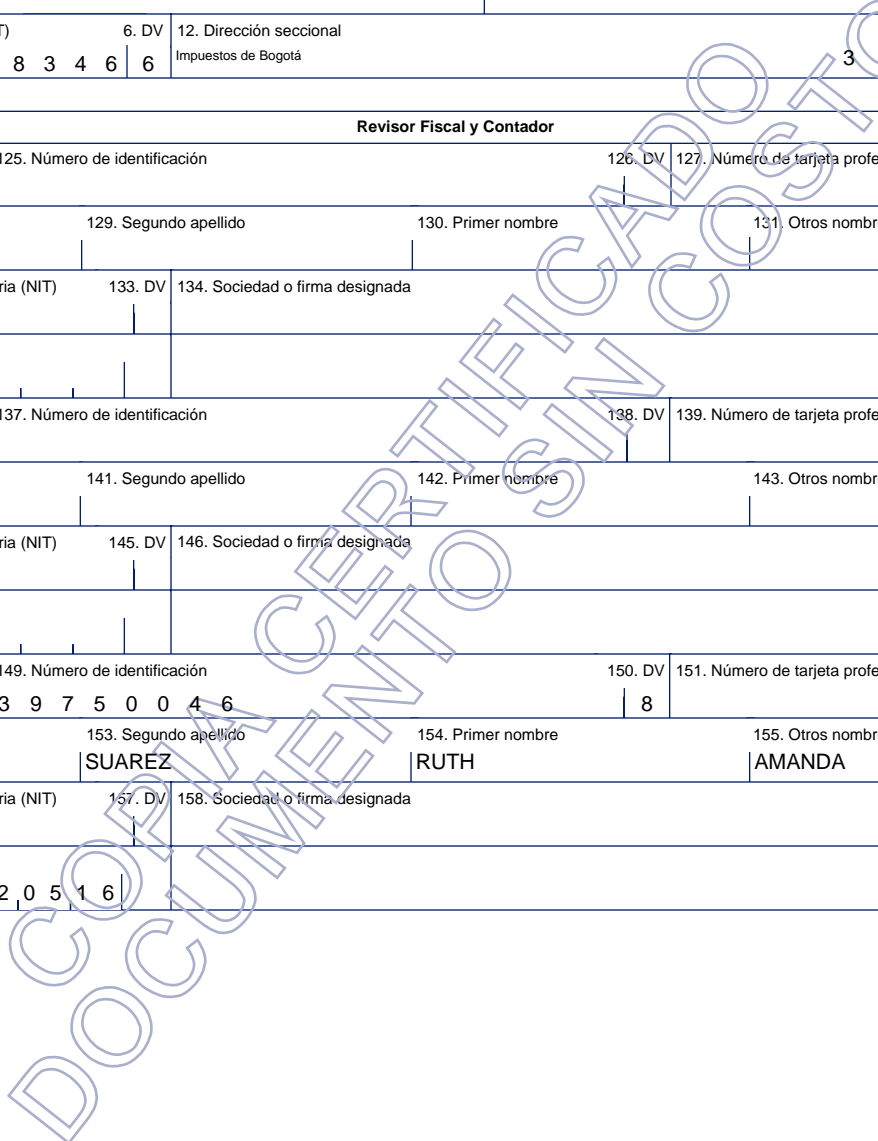 T) 6. DV 12. Dirección seccional
8 3 4 6 6 Impuestos de Bogotá 3
Revisor Fiscal y Contador
125. Número de identificación 126. DV 127. Número de tarjeta profe
129. Segundo apellido 130. Primer nombre 131. Otros nombr
ria (NIT) 133. DV 134. Sociedad o firma designada
137. Número de identificación 138. DV 139. Número de tarjeta profe
141. Segundo apellido 142. Primer nombre 143. Otros nombr
ria (NIT) 145. DV 146. Sociedad o firma designada
149. Número de identificación 150. DV 151. Número de tarjeta profe
3 9 7 5 0 0 4 6 8
153. Segundo apellido 154. Primer nombre 155. Otros nombr
SUAREZ RUTH AMANDA
ria (NIT) 157. DV 158. Sociedad o firma designada
2 0 5 1 6
COPIA CERTIFICADO
DOCUMENTO SIN COSTO